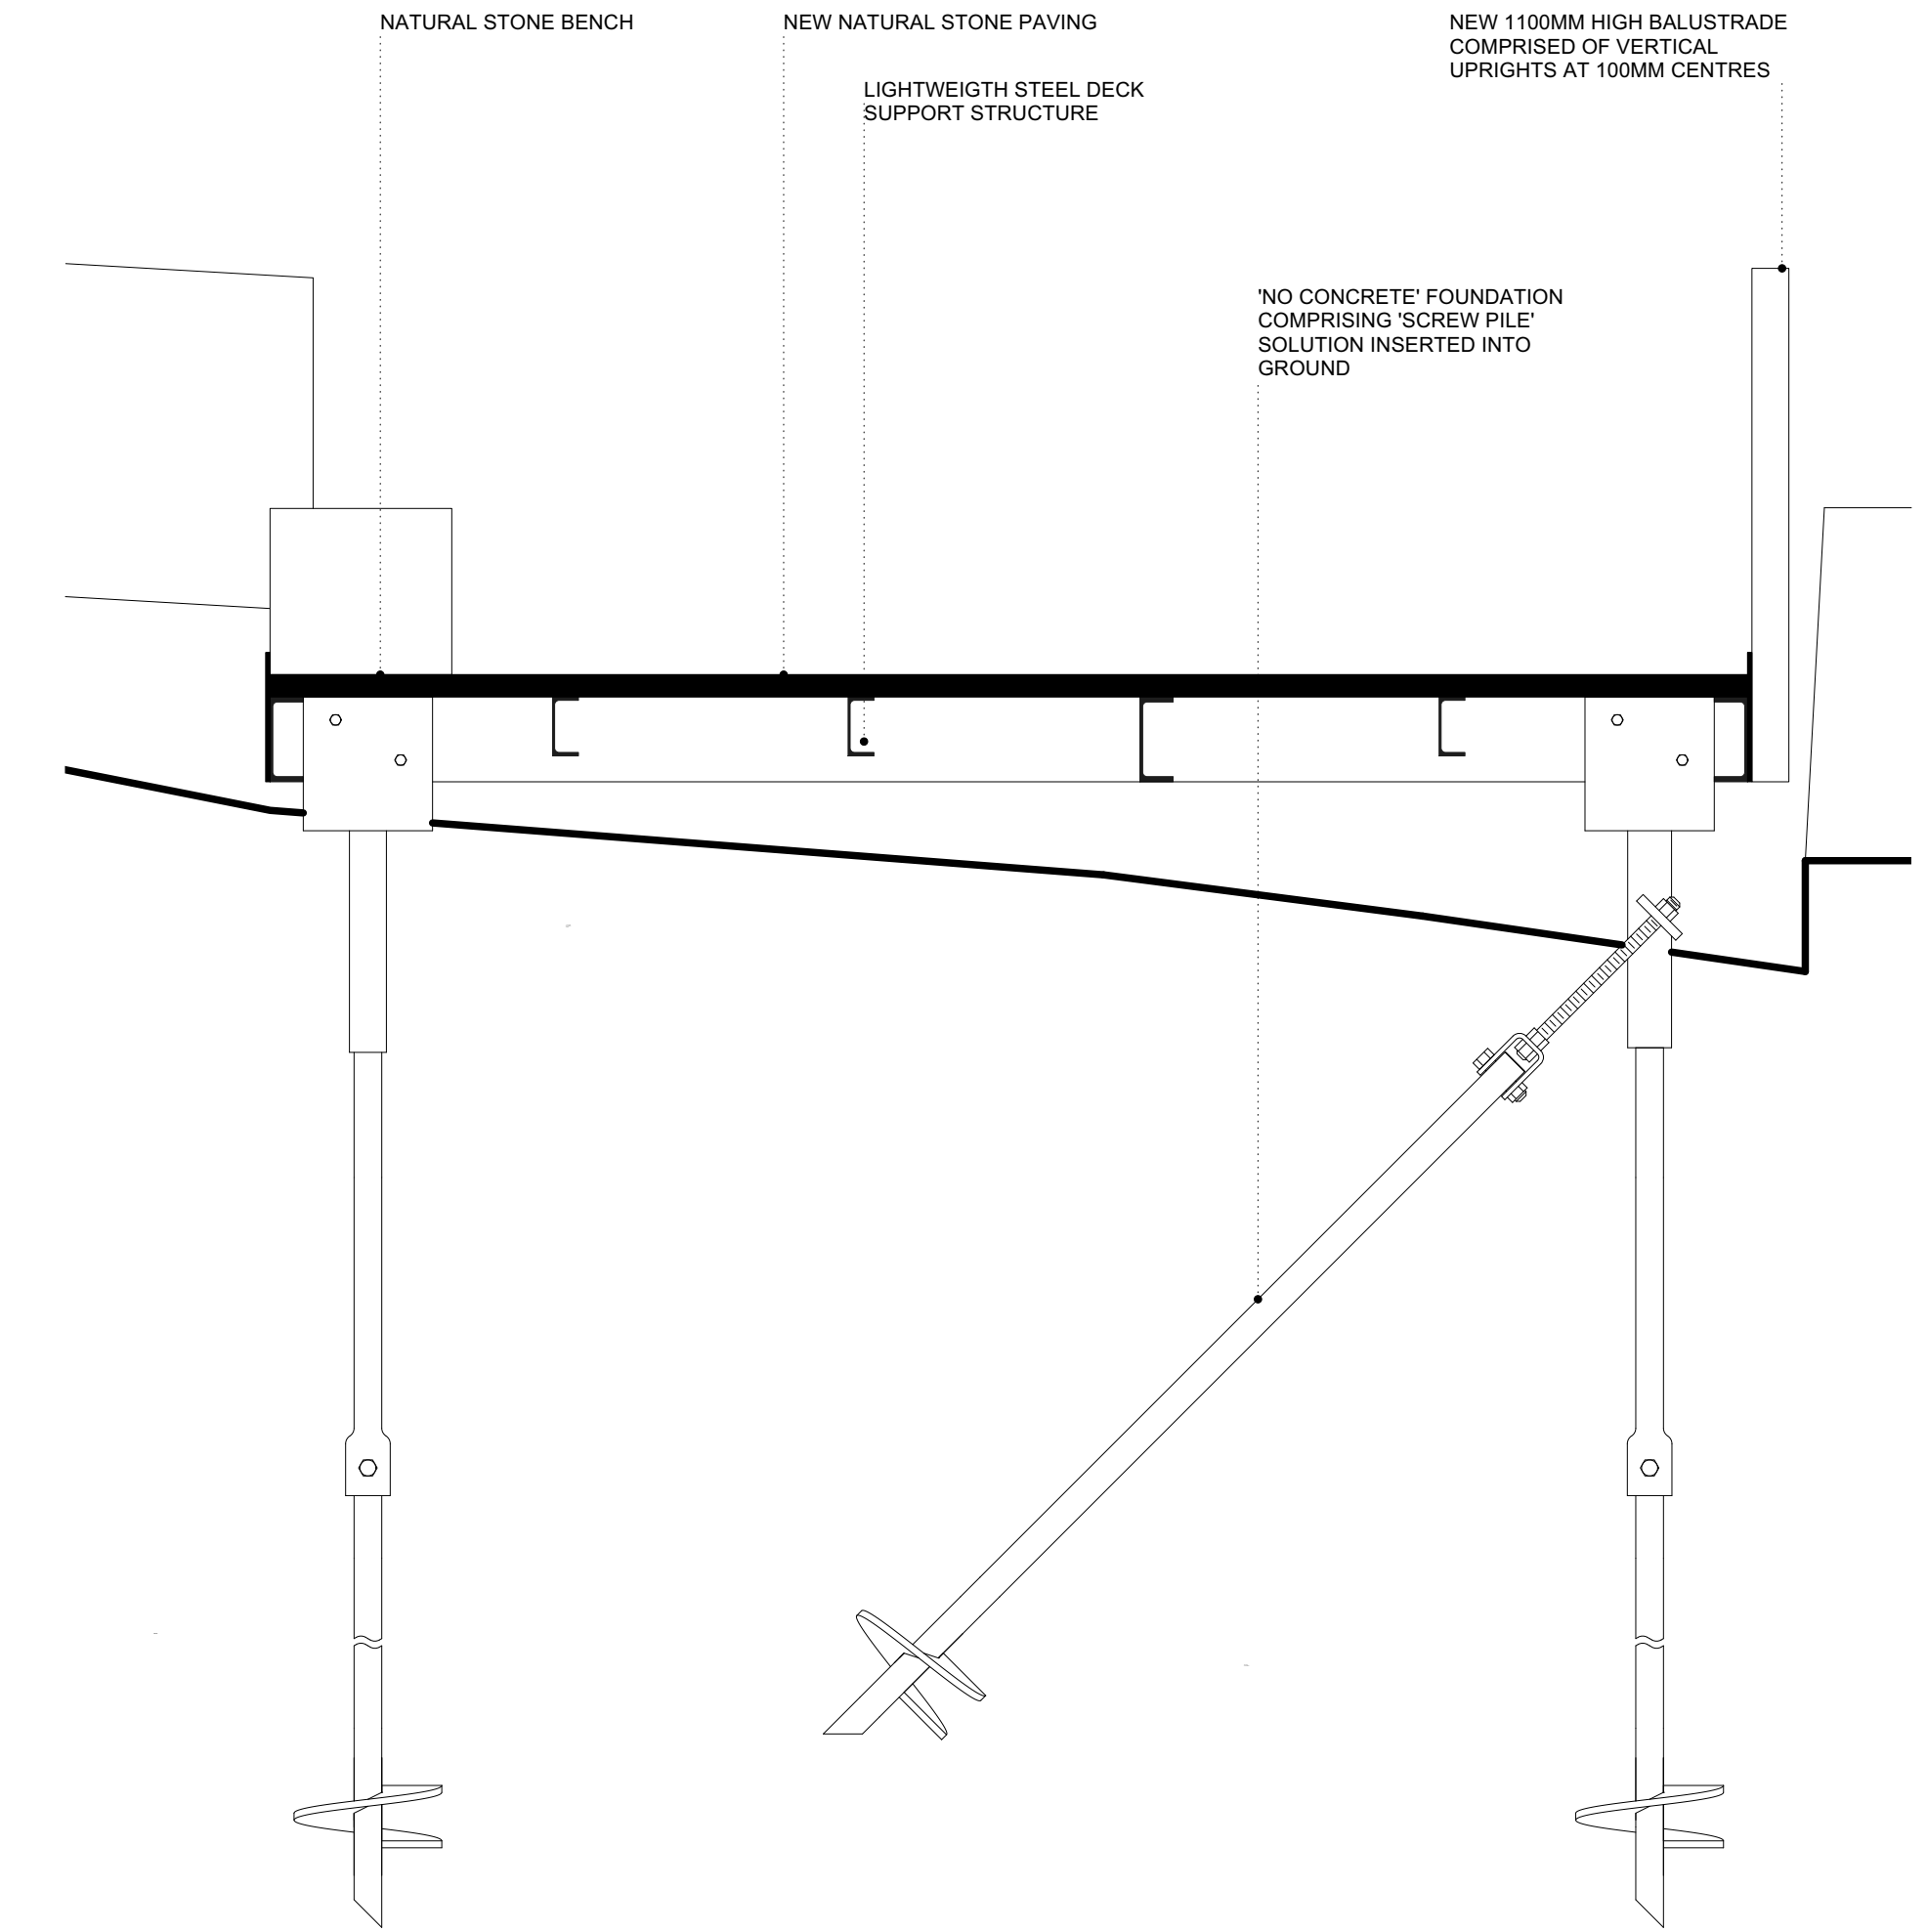 NATURAL STONE BENCH
NEW NATURAL STONE PAVING
NEW 1100MM HIGH BALUSTRADE
COMPRISED OF VERTICAL
UPRIGHTS AT 100MM CENTRES
LIGHTWEIGTH STEEL DECK
SUPPORT STRUCTURE
'NO CONCRETE' FOUNDATION
COMPRISING 'SCREW PILE'
SOLUTION INSERTED INTO
GROUND